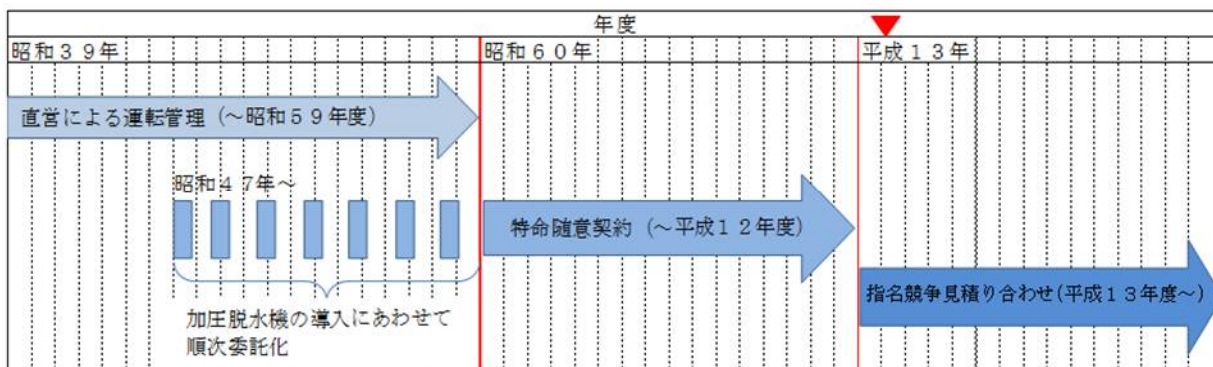 年度
昭和３９年
昭和６０年
平成１３年
直営による運転管理（～昭和５９年度）
昭和４７年～
特命随意契約（～平成１２年度）
指名競争見積り合わせ(平成１３年度～)
加圧脱水機の導入にあわせて
順次委託化